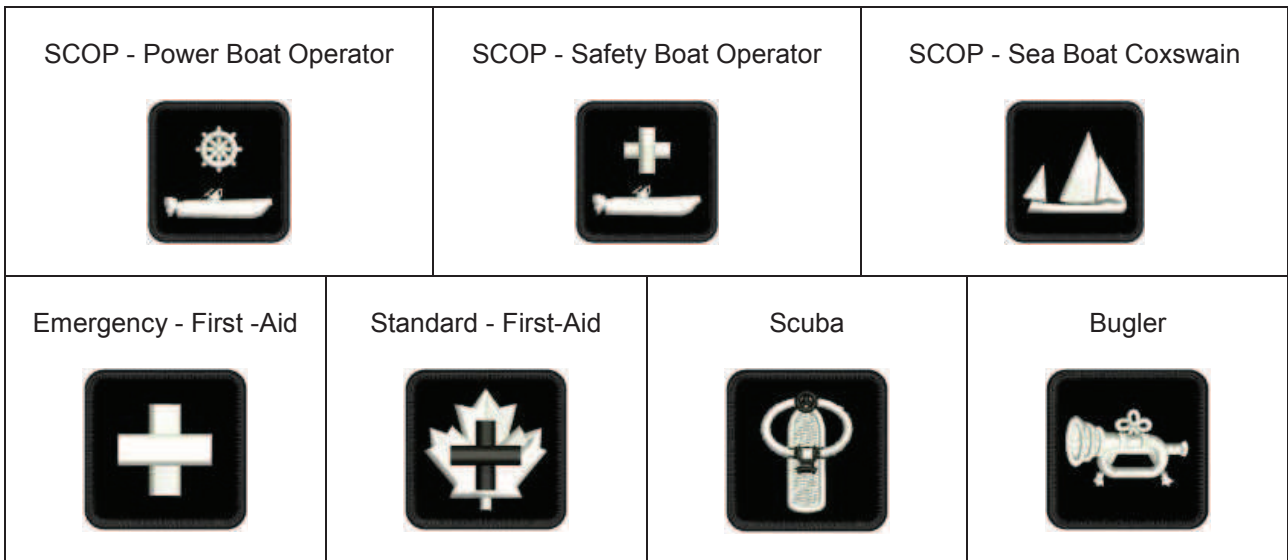 SCOP - Power Boat Operator
SCOP - Safety Boat Operator
SCOP - Sea Boat Coxswain
Emergency - First -Aid
Standard - First-Aid
Scuba
Bugler